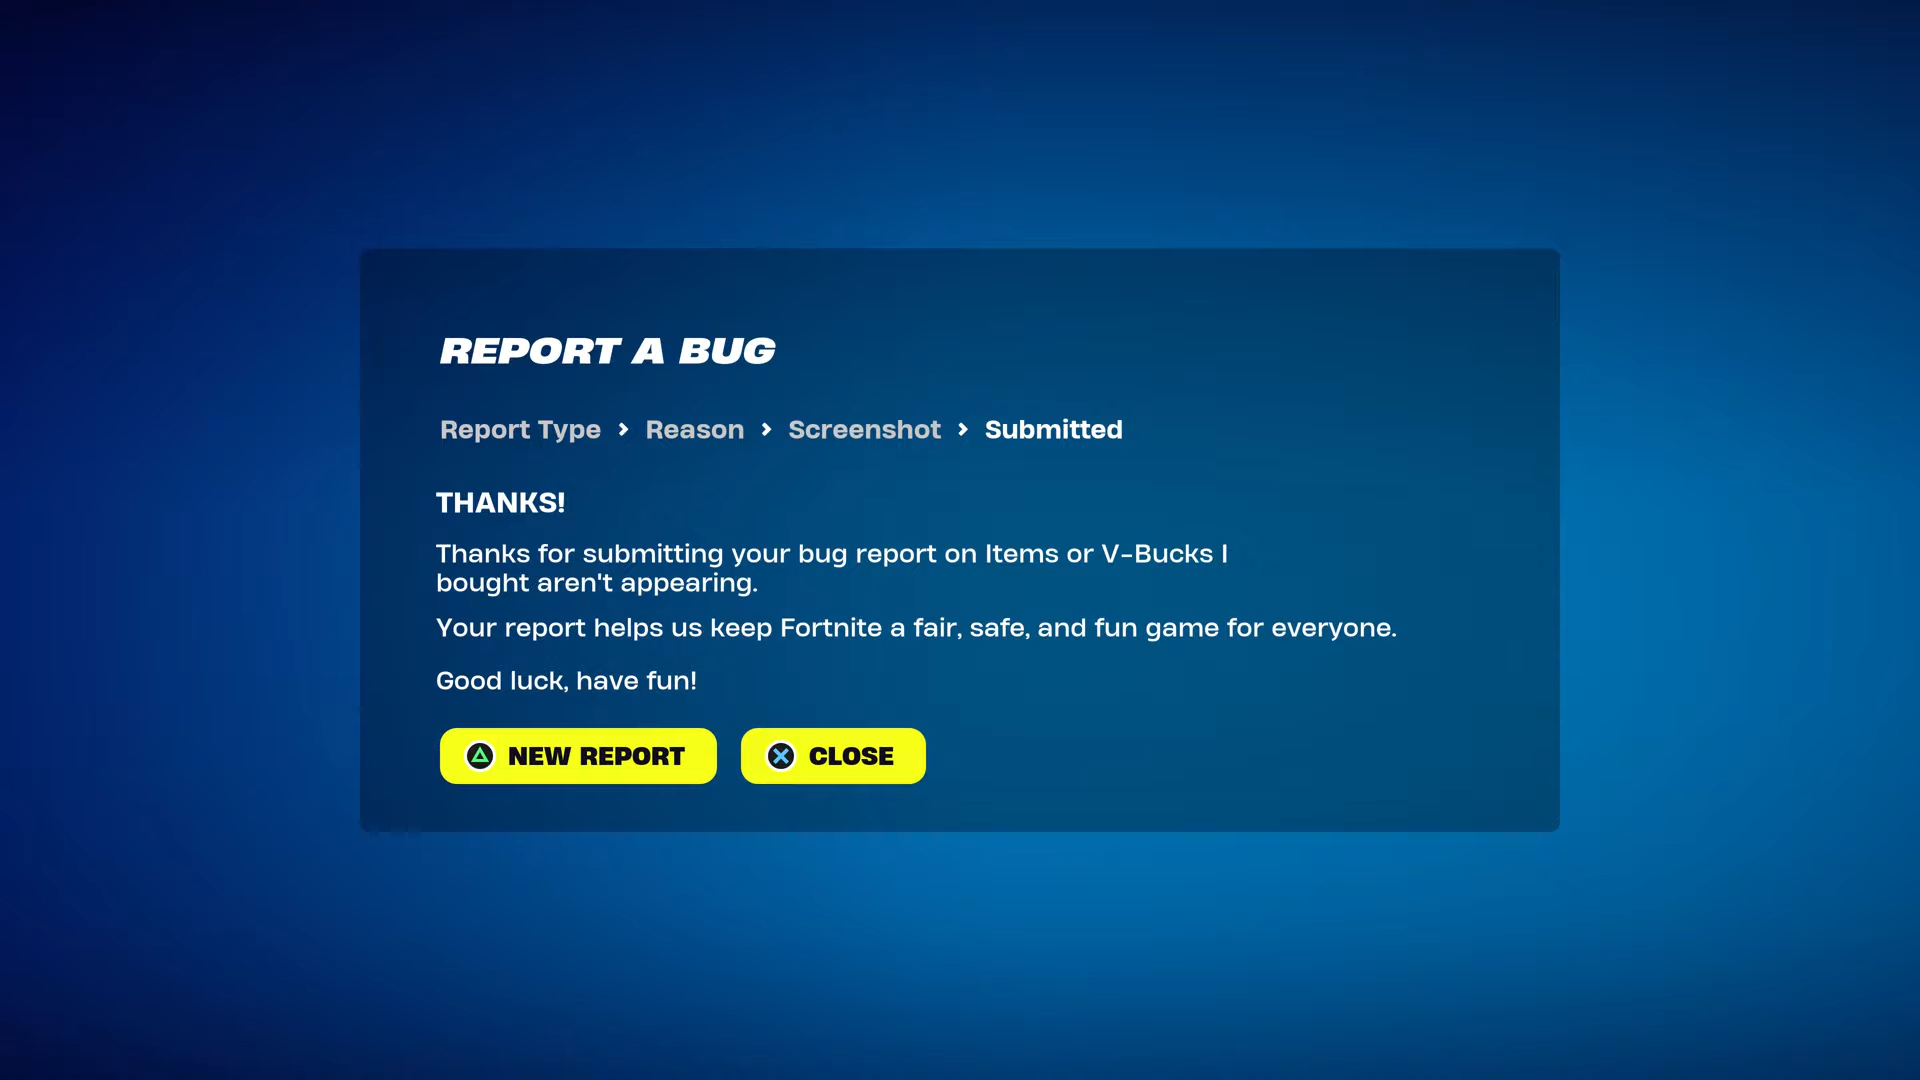 REPORT A BUG
Report Type > Reason > Screenshot > Submitted
THANKS!
Thanks for submitting your bug report on Items or V-Bucks I
bought aren't appearing.
Your report helps us keep Fortnite a fair, safe, and fun game for everyone.
Good luck, have fun!
NEW REPORT
CLOSE